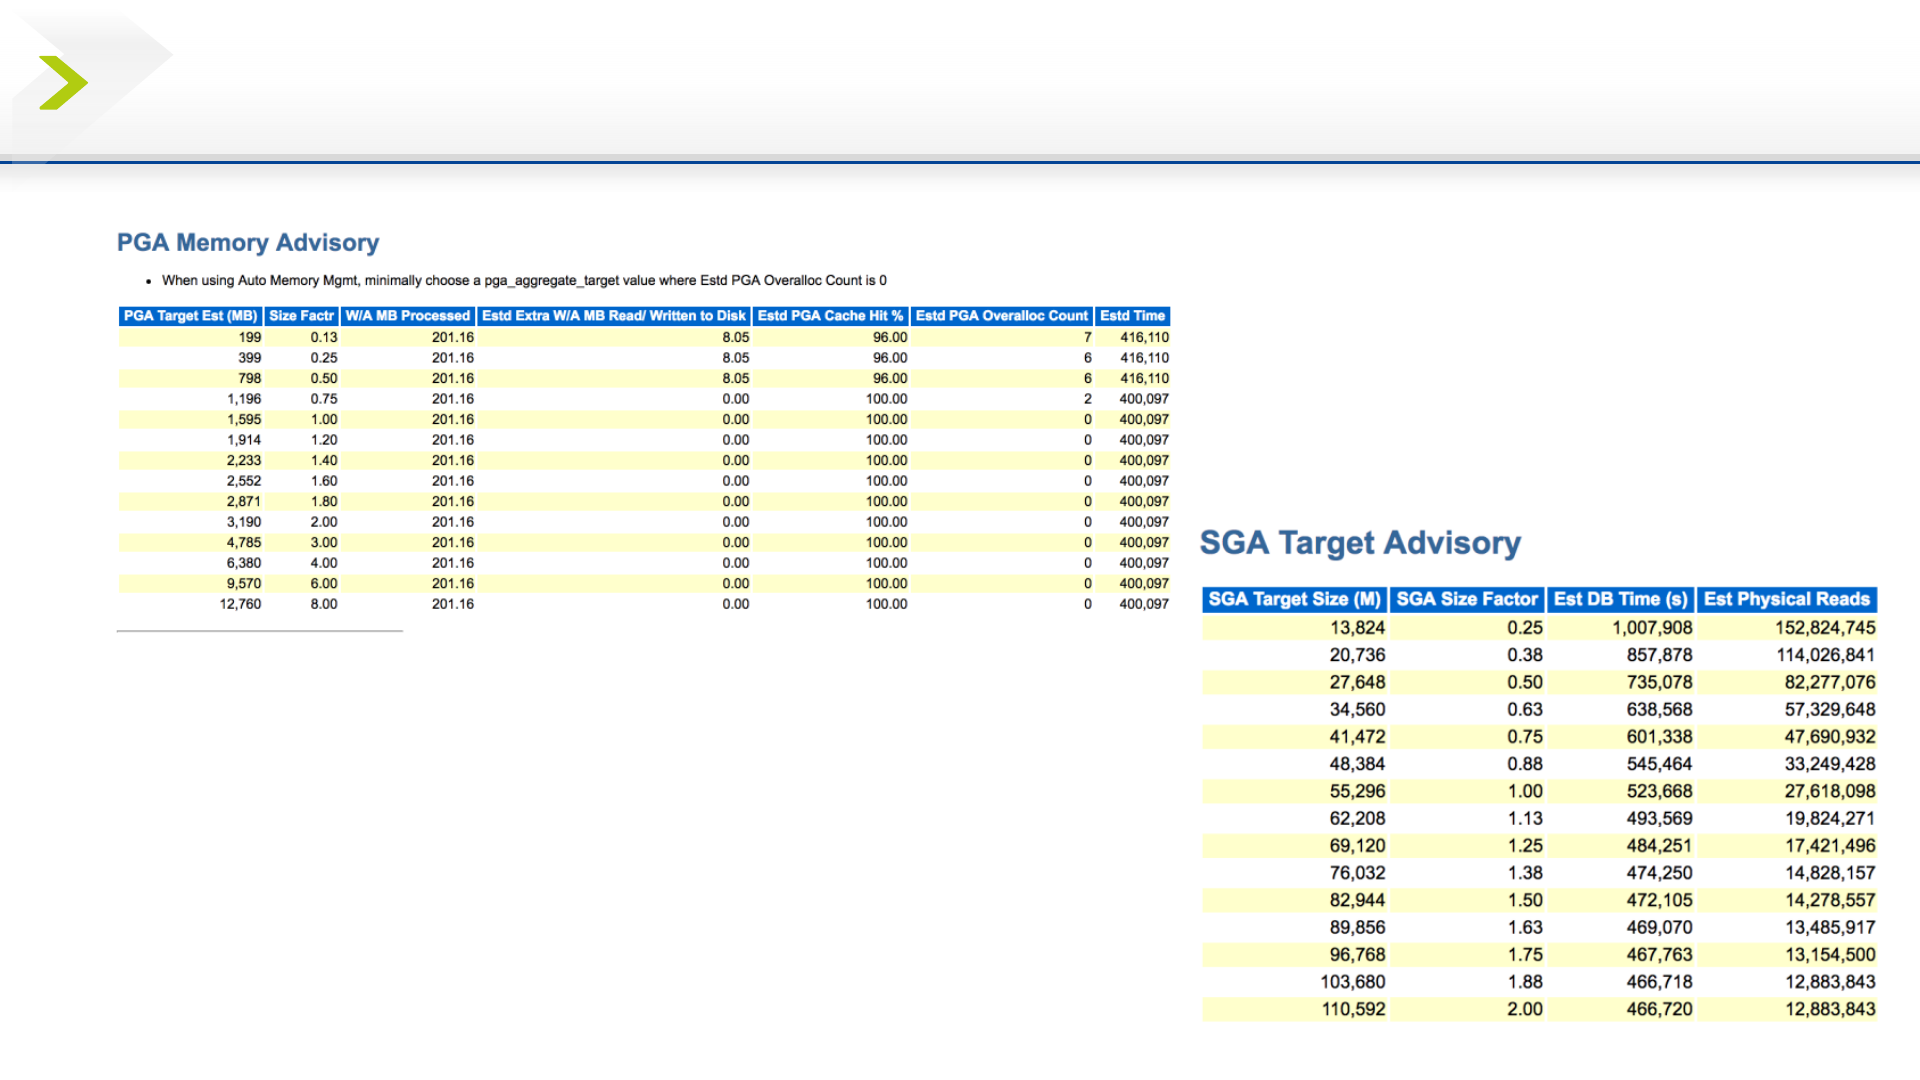 PGA Memory Advisory
• When using Auto Memory Mgmt, minimally choose a pga_aggregate_target value where Estd PGA Overalloc Count is 0
PGA Target Est (MB) Size Factr W/A MB Processed Estd Extra W/A MB Read/ Written to Disk Estd PGA Cache Hit % Estd PGA Overalloc Count Estd Time
199 0.13 201.16 8.05 96.00 7 416,110
399 0.25 201.16 8.05 96.00 6 416,110
798 0.50 201.16 8.05 96.00 6 416,110
1,196 0.75 201.16 0.00 100.00 2 400,097
1,595 1.00 201.16 0.00 100.00 0 400,097
1,914 1.20 201.16 0.00 100.00 0 400,097
2,233 1.40 201.16 0.00 100.00 0 400,097
2,552 1.60 201.16 0.00 100.00 0 400,097
2,871 1.80 201.16 0.00 100.00 0 400,097
3,190 2.00 201.16 0.00 100.00 0 400,097
4,785 3.00 201.16 0.00 100.00 0 400,097
6,380 4.00 201.16 0.00 100.00 0 400,097
9,570 6.00 201.16 0.00 100.00 0 400,097
12,760 8.00 201.16 0.00 100.00 0 400,097
SGA Target Advisory
SGA Target Size (M) SGA Size Factor Est DB Time (s) Est Physical Reads
13,824 0.25 1,007,908 152,824,745
20,736 0.38 857,878 114,026,841
27,648 0.50 735,078 82,277,076
34,560 0.63 638,568 57,329,648
41,472 0.75 601,338 47,690,932
48,384 0.88 545,464 33,249,428
55,296 1.00 523,668 27,618,098
62,208 1.13 493,569 19,824,271
69,120 1.25 484,251 17,421,496
76,032 1.38 474,250 14,828,157
82,944 1.50 472,105 14,278,557
89,856 1.63 469,070 13,485,917
96,768 1.75 467,763 13,154,500
103,680 1.88 466,718 12,883,843
110,592 2.00 466,720 12,883,843